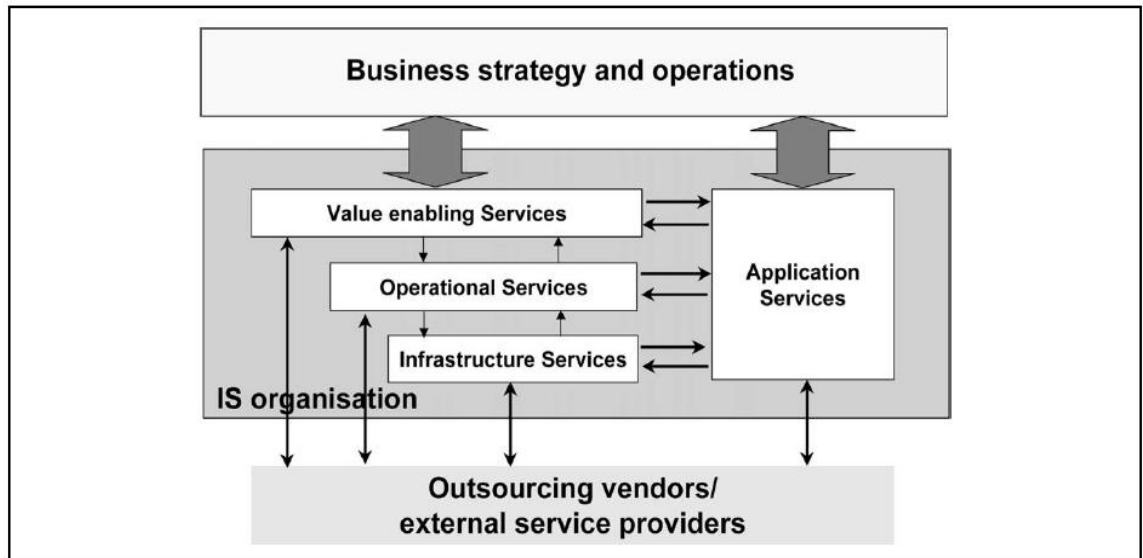 Business strategy and operations
Value enabling Services
Operational Services
Infrastructure Services
Application
Services
IS organisation
Outsourcing vendors/
external service providers